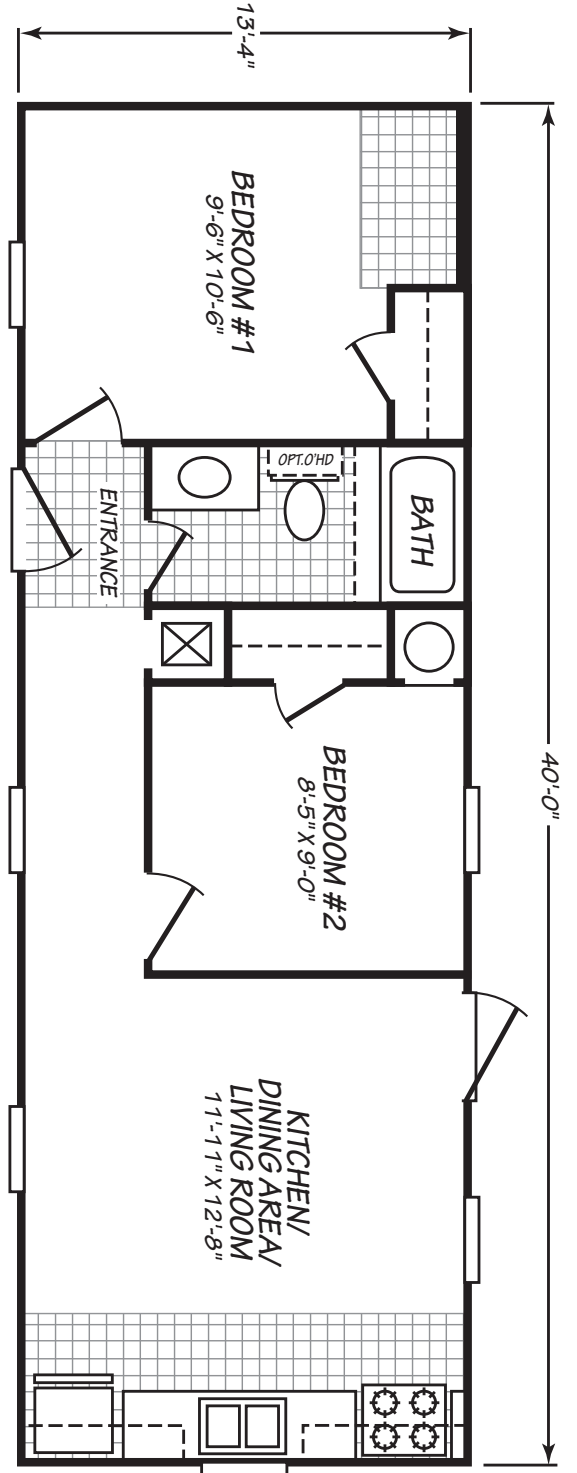 13'-4"
40'-0"
BEDROOM #1
9'-6" X 10'-6"
OPT.O'HD
BATH
ENTRANCE
BEDROOM #2
8'-5" X 9'-0"
KITCHEN/
DINING AREA/
LIVING ROOM
11'-11" X 12'-8"